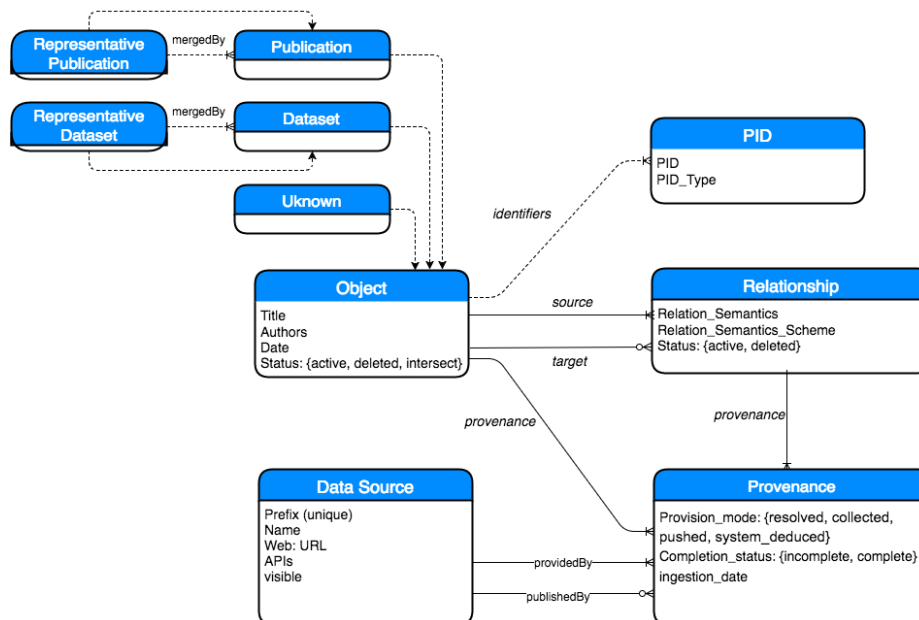 Representative
Publication
mergedBy
Publication
Representative
Dataset
mergedBy
Dataset
Uknown
identifiers
PID
PID
PID_Type
Object
Title
Authors
Date
Status: {active, deleted, intersect}
source
target
provenance
Relationship
Relation_Semantics
Relation_Semantics_Scheme
Status: {active, deleted}
provenance
Data Source
Prefix (unique)
Name
Web: URL
APIs
visible
providedBy
publishedBy
Provenance
Provision_mode: {resolved, collected,
pushed, system_deduced}
Completion_status: {incomplete, complete}
ingestion_date